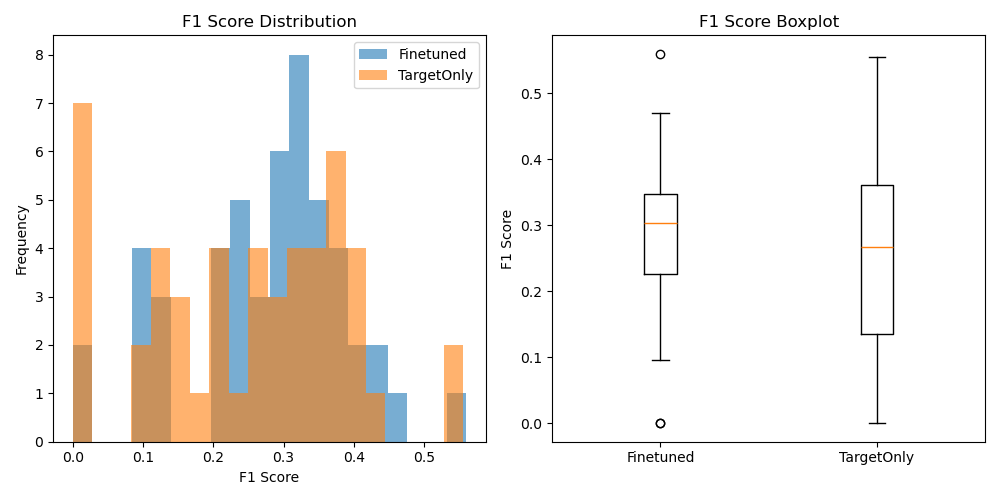 F1 Score Distribution
Finetuned
TargetOnly
8
7
6
5
4
3
2
1
0
Frequency
0.0 0.1 0.2 0.3 0.4 0.5
F1 Score
F1 Score Boxplot
0.5
0.4
0.3
0.2
0.1
0.0
F1 Score
Finetuned TargetOnly